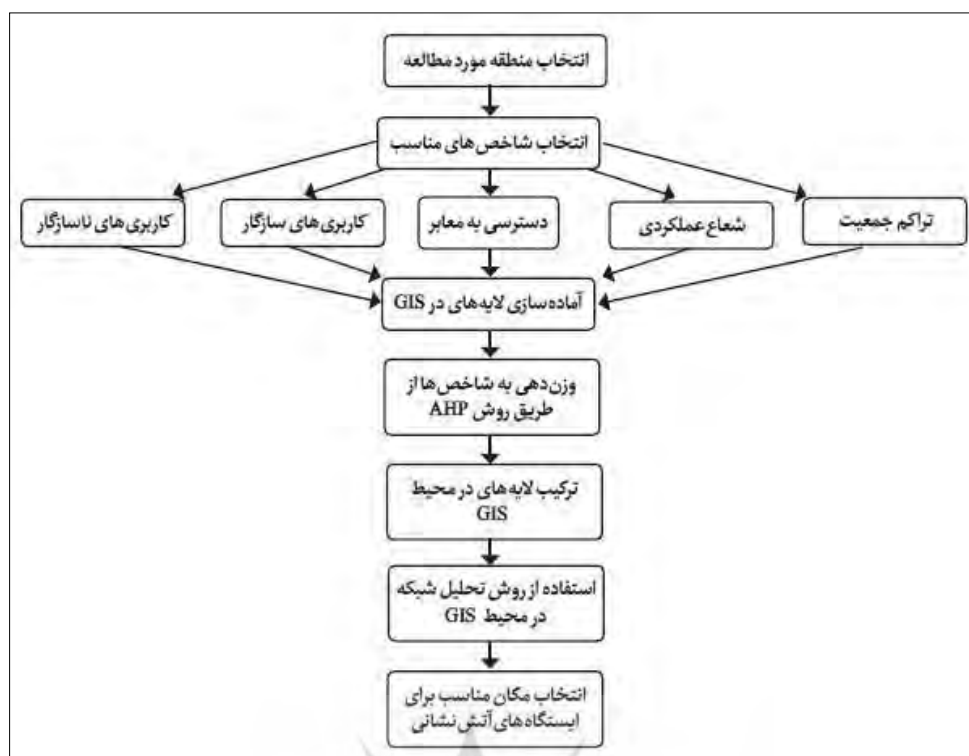 انتخاب منطقه مورد مطالعه
انتخاب شاخص‌های مناسب
تراکم جمعیت
شعاع عملکردی
دسترسی به معابر
کاربری‌های سازگار
کاربری‌های ناسازگار
آماده‌سازی لایه‌های در GIS
وزن‌دهی به شاخص‌ها از
طریق روش AHP
ترکیب لایه‌های در محیط
GIS
استفاده از روش تحلیل شبکه
در محیط GIS
انتخاب مکان مناسب برای
ایستگاه‌های آتش‌نشانی